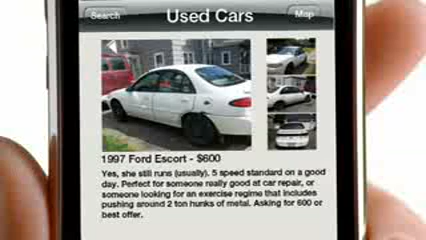 Search
Used Cars
Map
1997 Ford Escort - $600
Yes, she still runs (usually). 5 speed standard on a good
day. Perfect for someone really good at car repair, or
someone looking for an exercise regime that includes
pushing around 2 ton hunks of metal. Asking for 600 or
best offer.